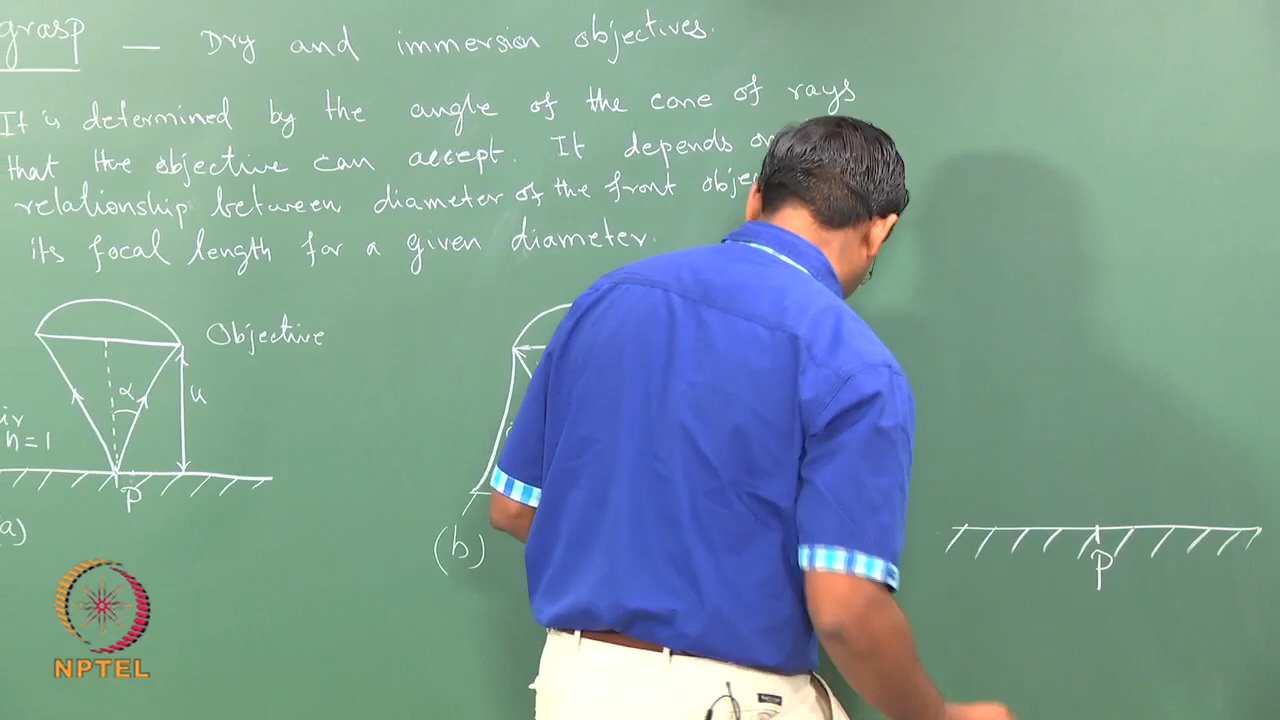 grasp — Dry and immersion objectives.
It is determined by the angle of the cone of rays
that the objective can accept. It depends on
relationship between diameter of the front
its focal length for a given diameter.
Objective
α
u
n=1
P
(b)
P
NPTEL